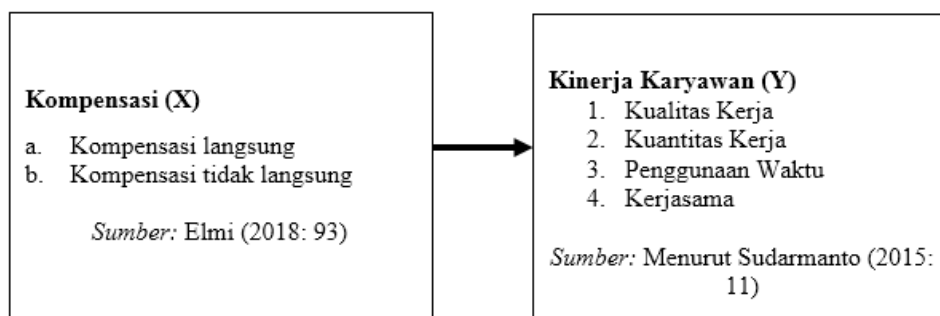 Kompensasi (X)
a. Kompensasi langsung
b. Kompensasi tidak langsung
Sumber: Elmi (2018: 93)
Kinerja Karyawan (Y)
1. Kualitas Kerja
2. Kuantitas Kerja
3. Penggunaan Waktu
4. Kerjasama
Sumber: Menurut Sudarmanto (2015:
11)